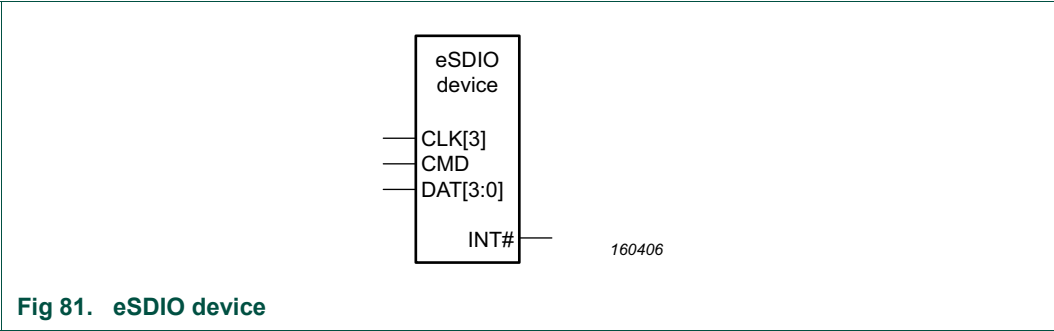 eSDIO
device
CLK[3]
CMD
DAT[3:0]
INT#
160406
Fig 81. eSDIO device